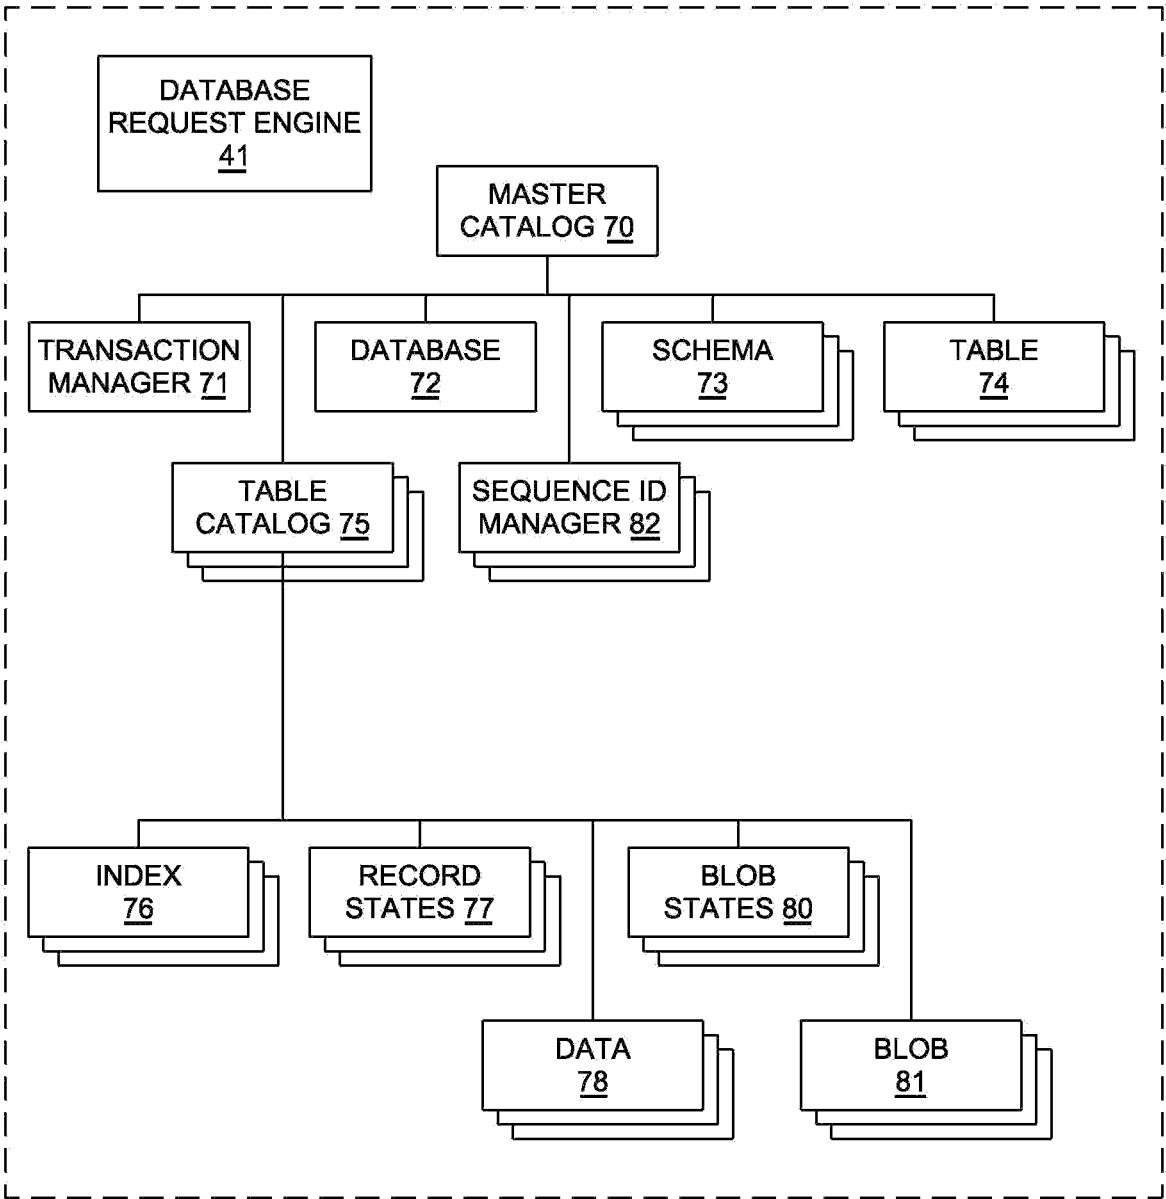 DATABASE
REQUEST ENGINE
41
MASTER
CATALOG 70
TRANSACTION
MANAGER 71
DATABASE
72
SCHEMA
73
TABLE
74
TABLE
CATALOG 75
SEQUENCE ID
MANAGER 82
INDEX
76
RECORD
STATES 77
BLOB
STATES 80
DATA
78
BLOB
81